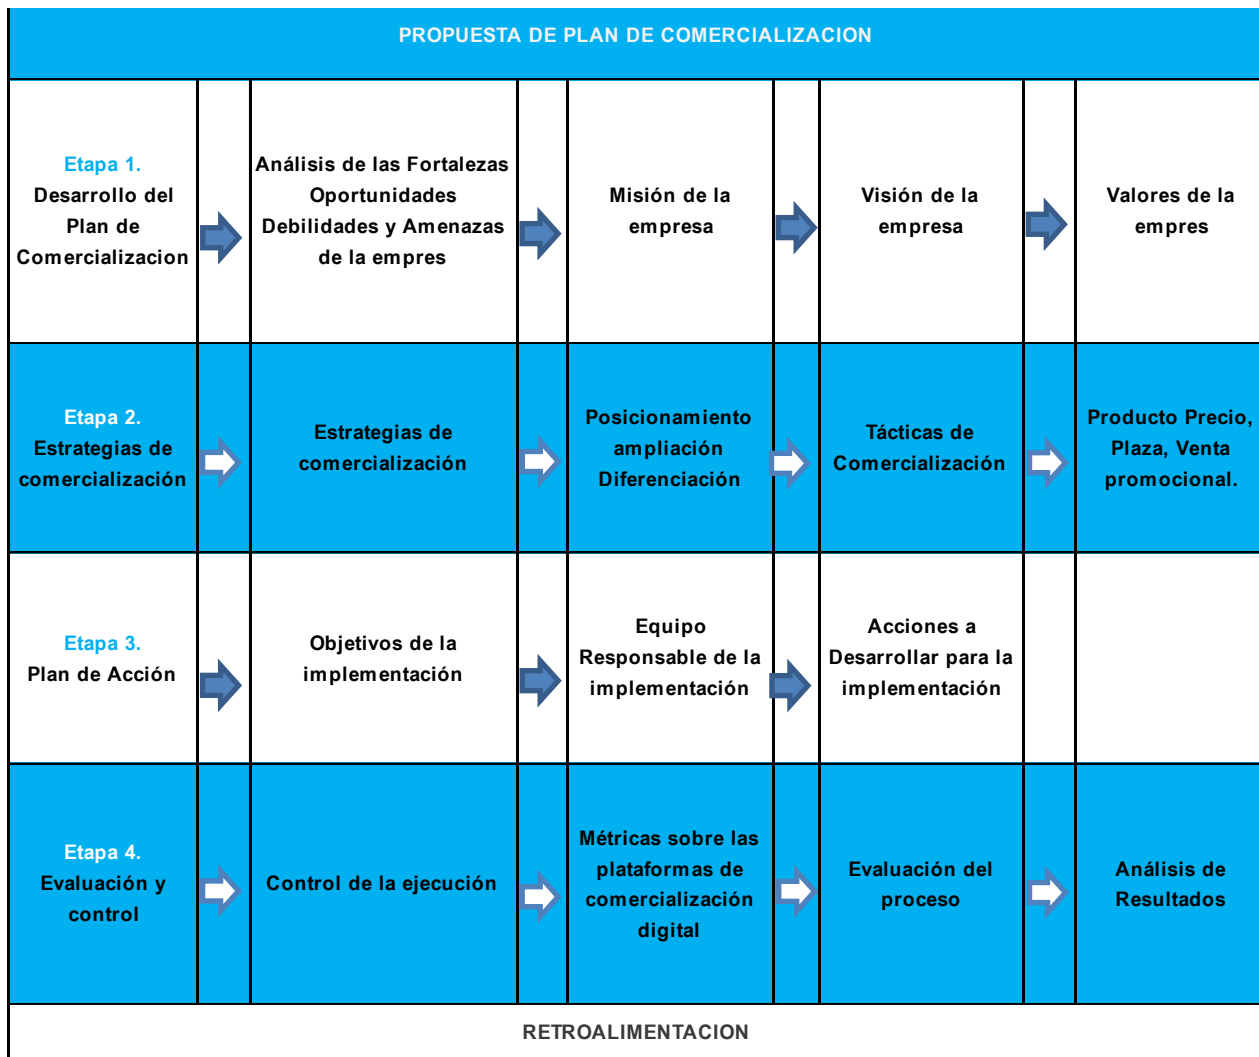 PROPUESTA DE PLAN DE COMERCIALIZACION
Etapa 1.
Desarrollo del
Plan de
Comercializacion
Análisis de las Fortalezas
Oportunidades
Debilidades y Amenazas
de la empres
Misión de la
empresa
Visión de la
empresa
Valores de la
empres
Etapa 2.
Estrategias de
comercialización
Estrategias de
comercialización
Posicionamiento
ampliación
Diferenciación
Tácticas de
Comercialización
Producto Precio,
Plaza, Venta
promocional.
Etapa 3.
Plan de Acción
Objetivos de la
implementación
Equipo
Responsable de la
implementación
Acciones a
Desarrollar para la
implementación
Etapa 4.
Evaluación y
control
Control de la ejecución
Métricas sobre las
plataformas de
comercialización
digital
Evaluación del
proceso
Análisis de
Resultados
RETROALIMENTACION